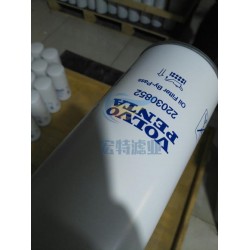 VOLVO
PENTA
22030852
Oil Filter By-Pass
宏特滤业